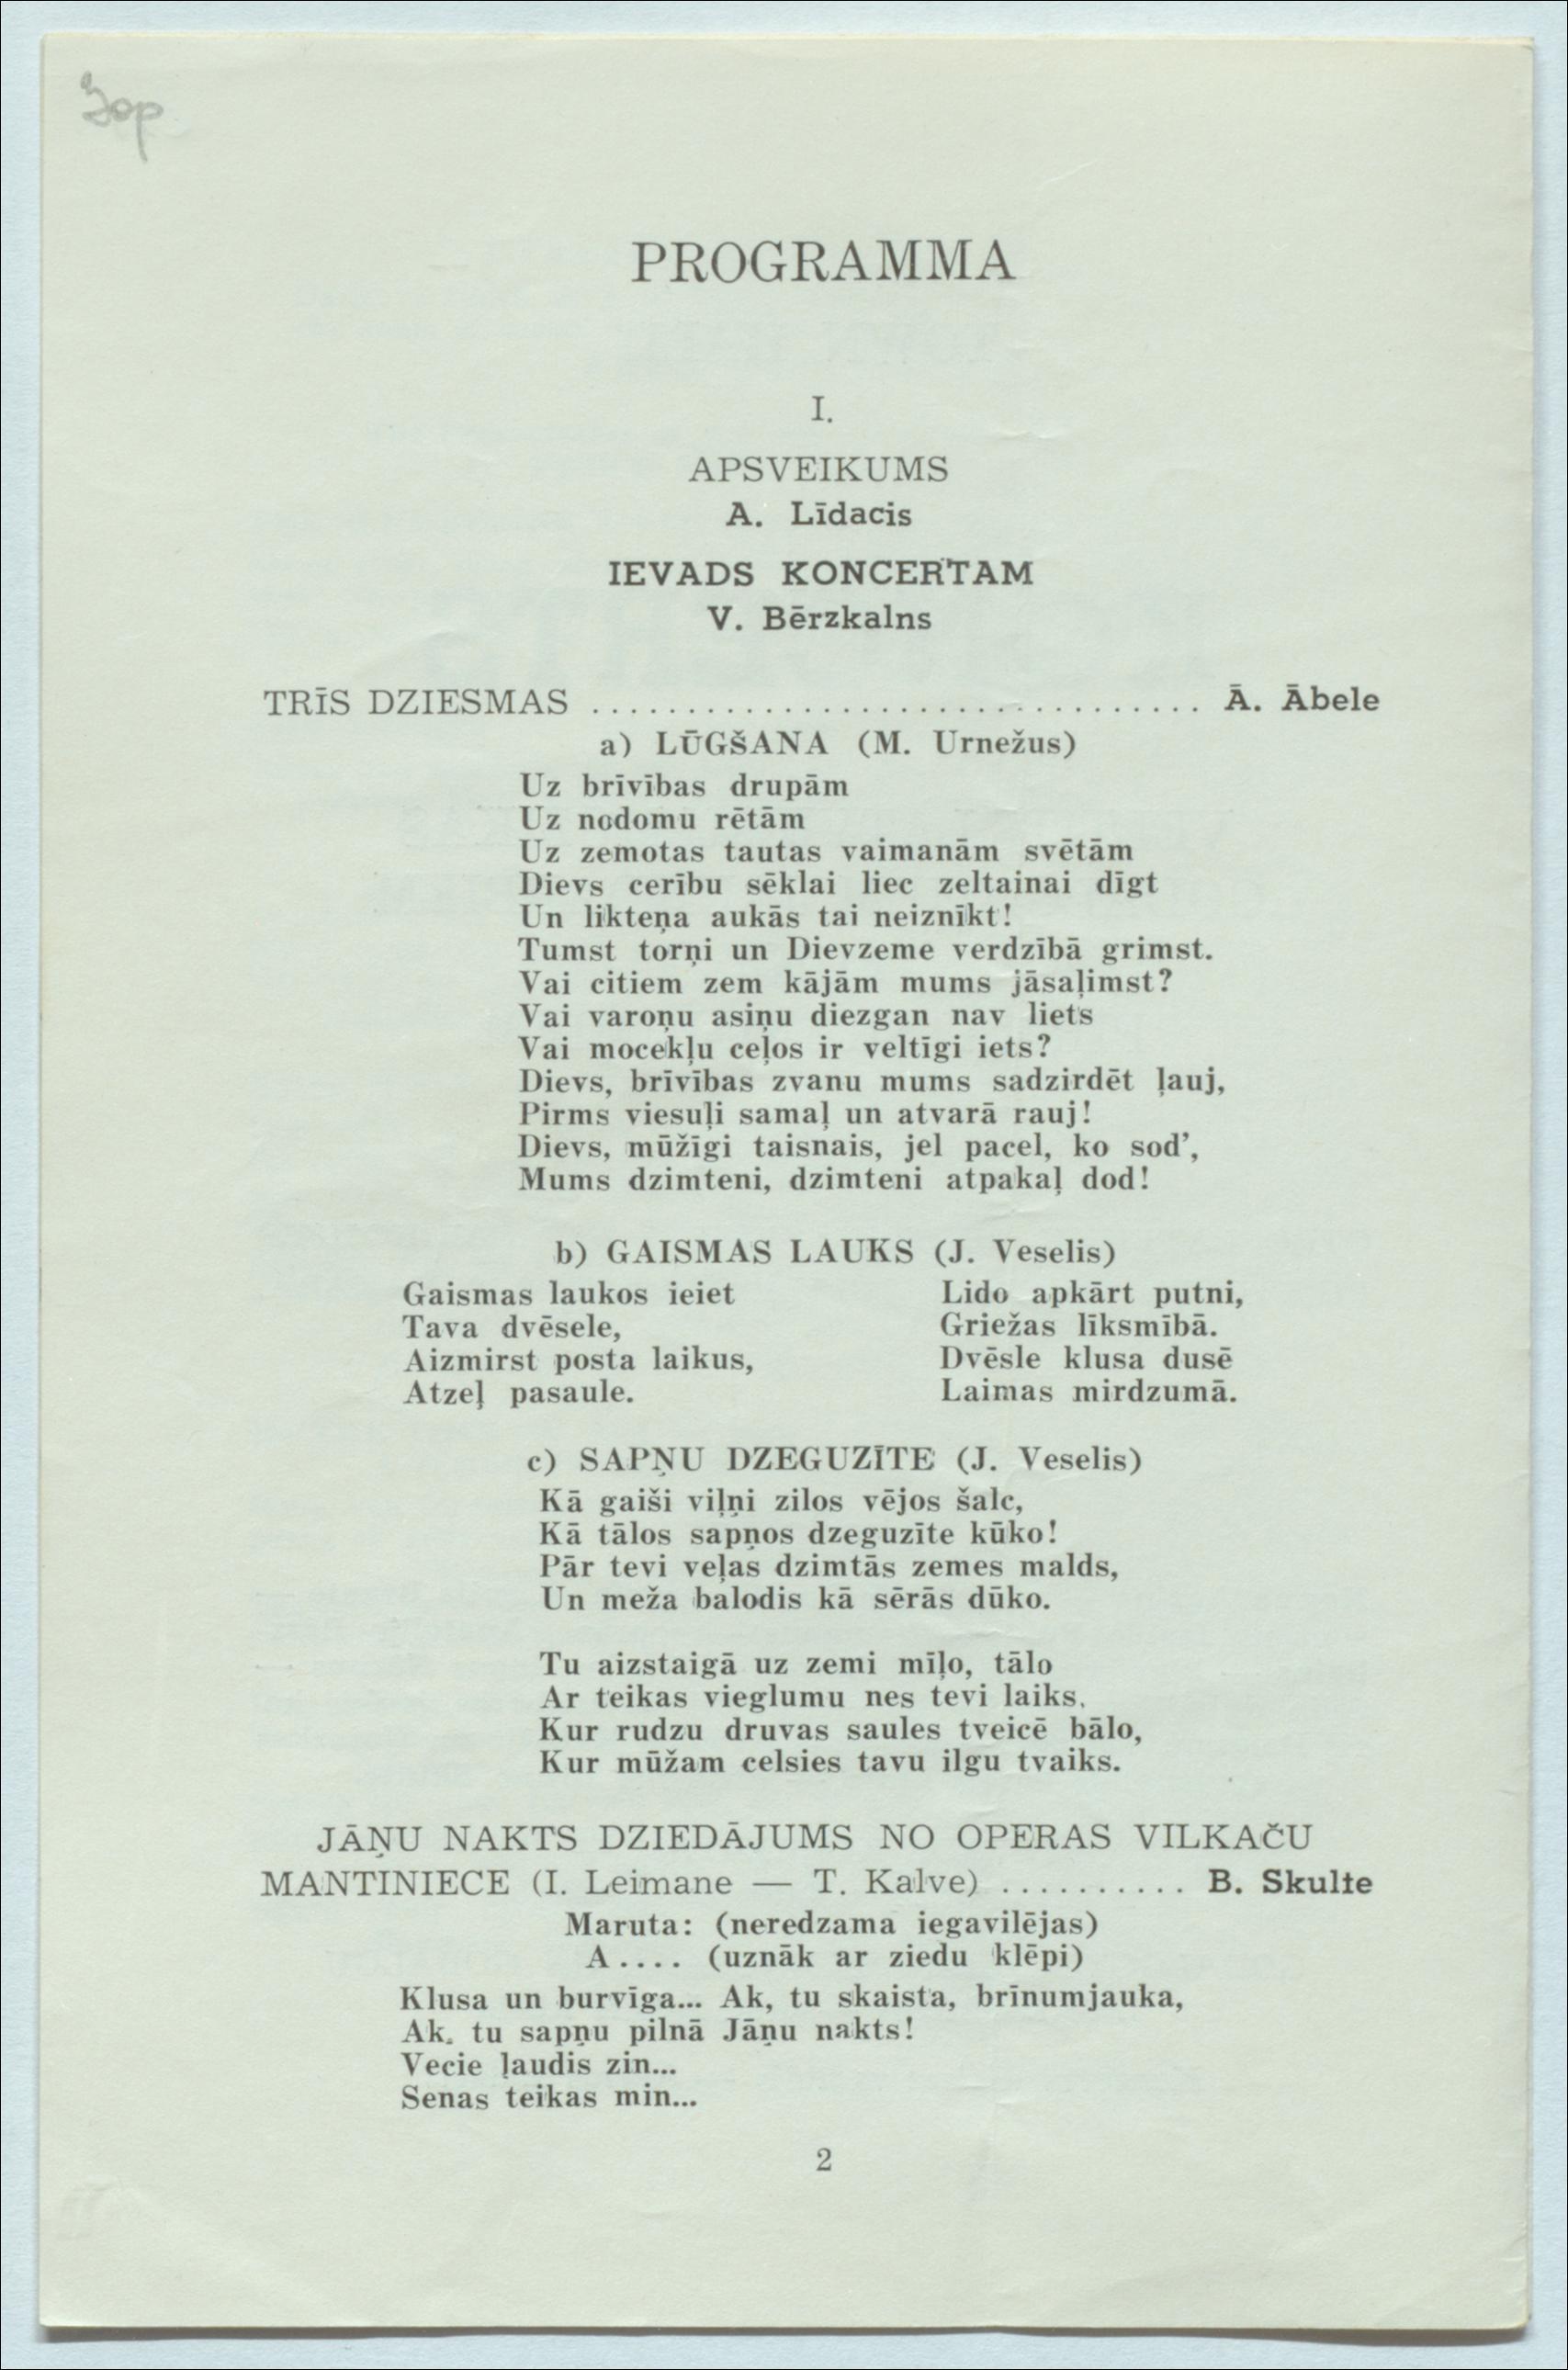 PROGRAMMA
I.
APSVEIKUMS
A. Līdacis
IEVADS KONCERTAM
V. Bērzkalns
TRĪS DZIESMAS ................................. Ā. Ābele
a) LŪGŠANA (M. Urnežus)
Uz brīvības drupām
Uz nodomu rētām
Uz zemotas tautas vaimanām svētām
Dievs cerību sēklai liec zeltainai dīgt
Un likteņa aukās tai neiznīkt!
Tumst torņi un Dievzeme verdzībā grimst.
Vai citiem zem kājām mums jāsaļimst?
Vai varoņu asiņu diezgan nav liets
Vai mocekļu ceļos ir veltīgi iets?
Dievs, brīvības zvanu mums sadzirdēt ļauj,
Pirms viesuļi samaļ un atvarā rauj!
Dievs, mūžīgi taisnais, jel pacel, ko sod’,
Mums dzimteni, dzimteni atpakaļ dod!
b) GAISMAS LAUKS (J. Veselis)
Gaismas laukos ieiet
Tava dvēsele,
Aizmirst posta laikus,
Atzeļ pasaule.
Lido apkārt putni,
Griežas līksmībā.
Dvēsle klusa dusē
Laimas mirdzumā.
c) SAPŅU DZEGUZĪTE (J. Veselis)
Kā gaiši viļņi zilos vējos šalc,
Kā tālos sapņos dzeguzīte kūko!
Pār tevi veļas dzimtās zemes malds,
Un meža balodis kā sērās dūko.
Tu aizstaigā uz zemi mīļo, tālo
Ar teikas vieglumu nes tevi laiks.
Kur rudzu druvas saules tveicē bālo,
Kur mūžam celsies tavu ilgu tvaiks.
JĀŅU NAKTS DZIEDĀJUMS NO OPERAS VILKAČU
MANTINIECE (I. Leimane — T. Kalve) .......... B. Skulte
Maruta: (neredzama iegavilējas)
A.... (uznāk ar ziedu klēpi)
Klusa un burvīga... Ak, tu skaista, brīnumjauka,
Ak. tu sapņu pilnā Jāņu nakts!
Vecie ļaudis zin...
Senas teikas min...
2